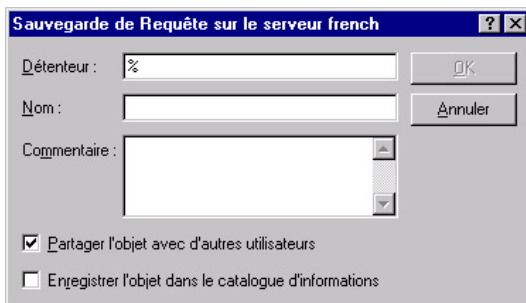 Sauvegarde de Requête sur le serveur french
Détenteur : %
OK
Nom :
Annuler
Commentaire :
Partager l'objet avec d'autres utilisateurs
Enregistrer l'objet dans le catalogue d'informations